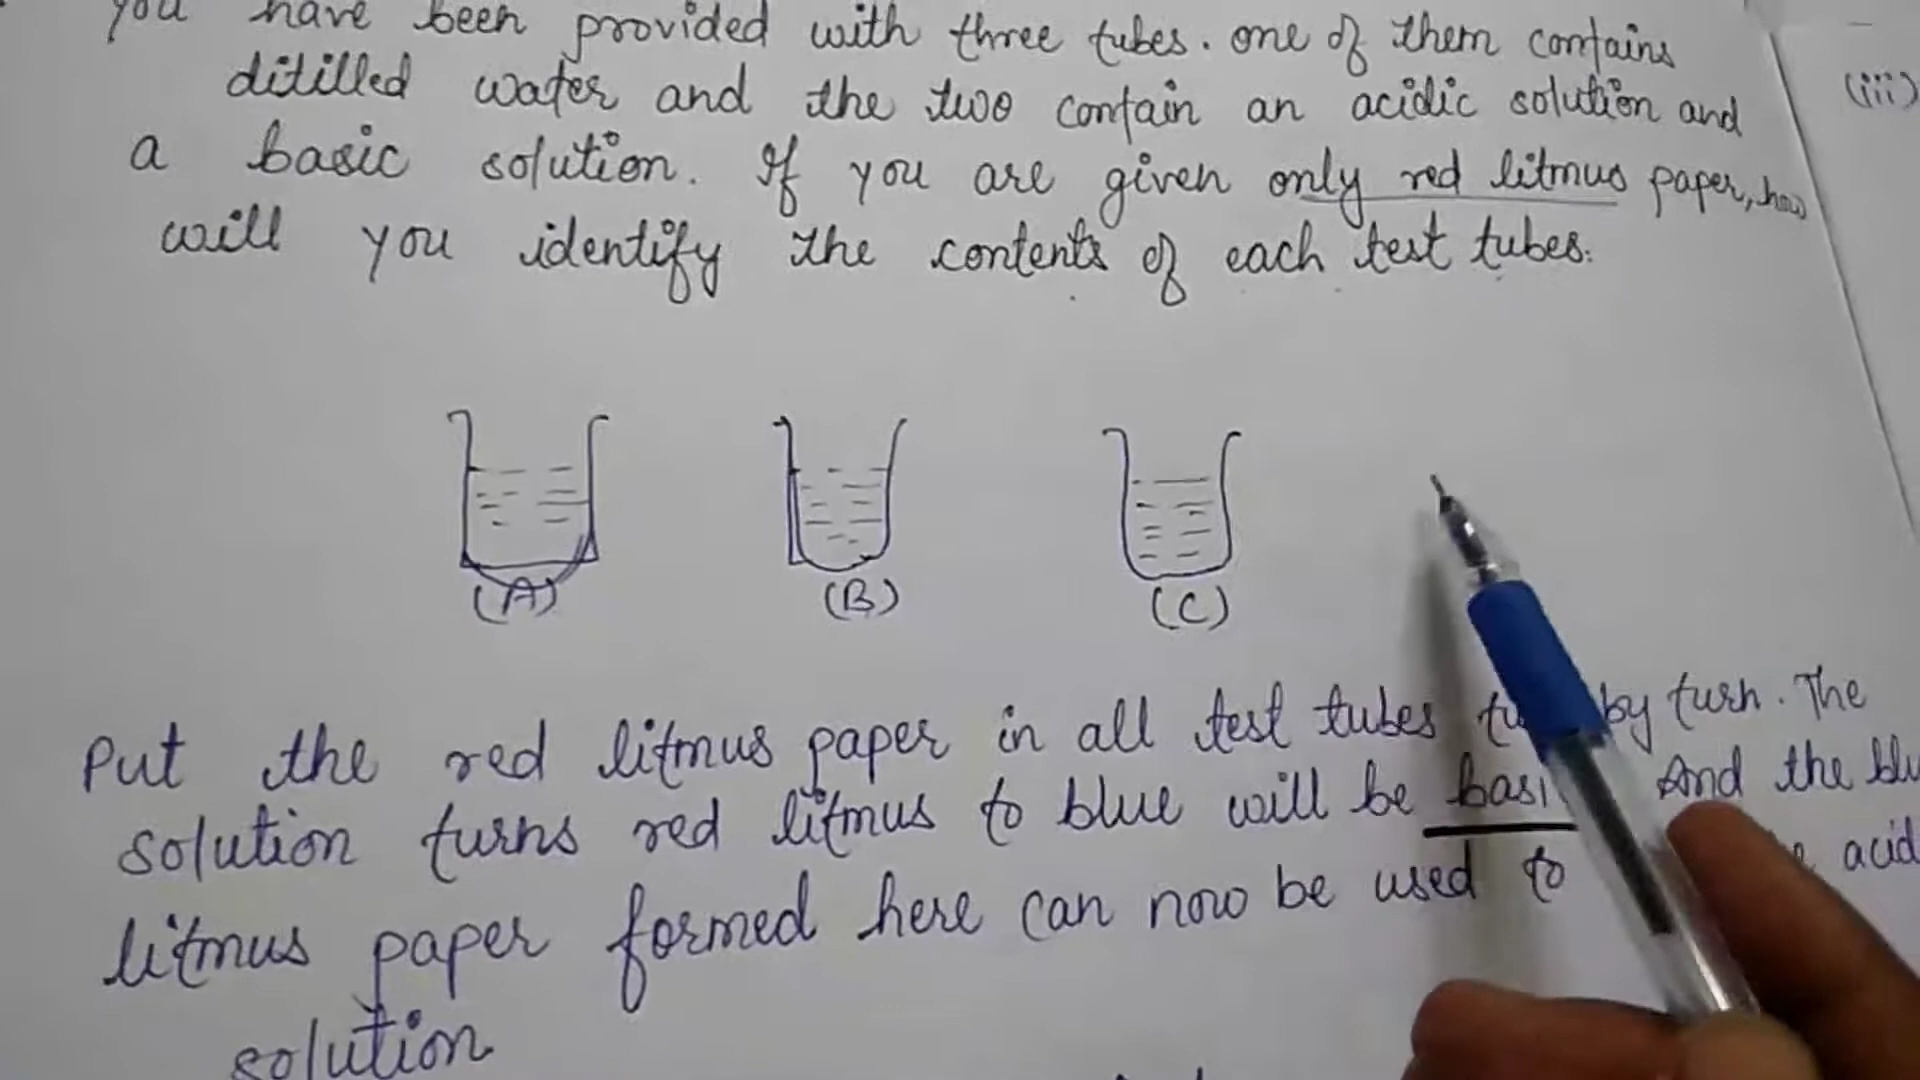 you have been provided with three tubes. one of them contains
ditilled water and the two contain an acidic solution and
a basic solution. If you are given only red litmus paper, how
will you identify the contents of each test tubes.
(iii)
(A) (B) (C)
Put the red litmus paper in all test tubes by turn. The
solution turns red litmus to blue will be And the
litmus paper formed here can now be used to acid
solution